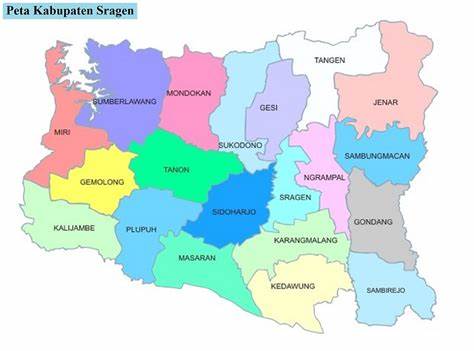 Peta Kabupaten Sragen
TANGEN
SUMBERLAWANG
MONDOKAN
GESI
JENAR
MIRI
SUKODONO
SAMBUNGMACAN
TANON
NGRAMPAL
GEMOLONG
SRAGEN
SIDOHARJO
GONDANG
KALIJAMBE
PLUPUH
KARANGMALANG
MASARAN
KEDAWUNG
SAMBIREJO